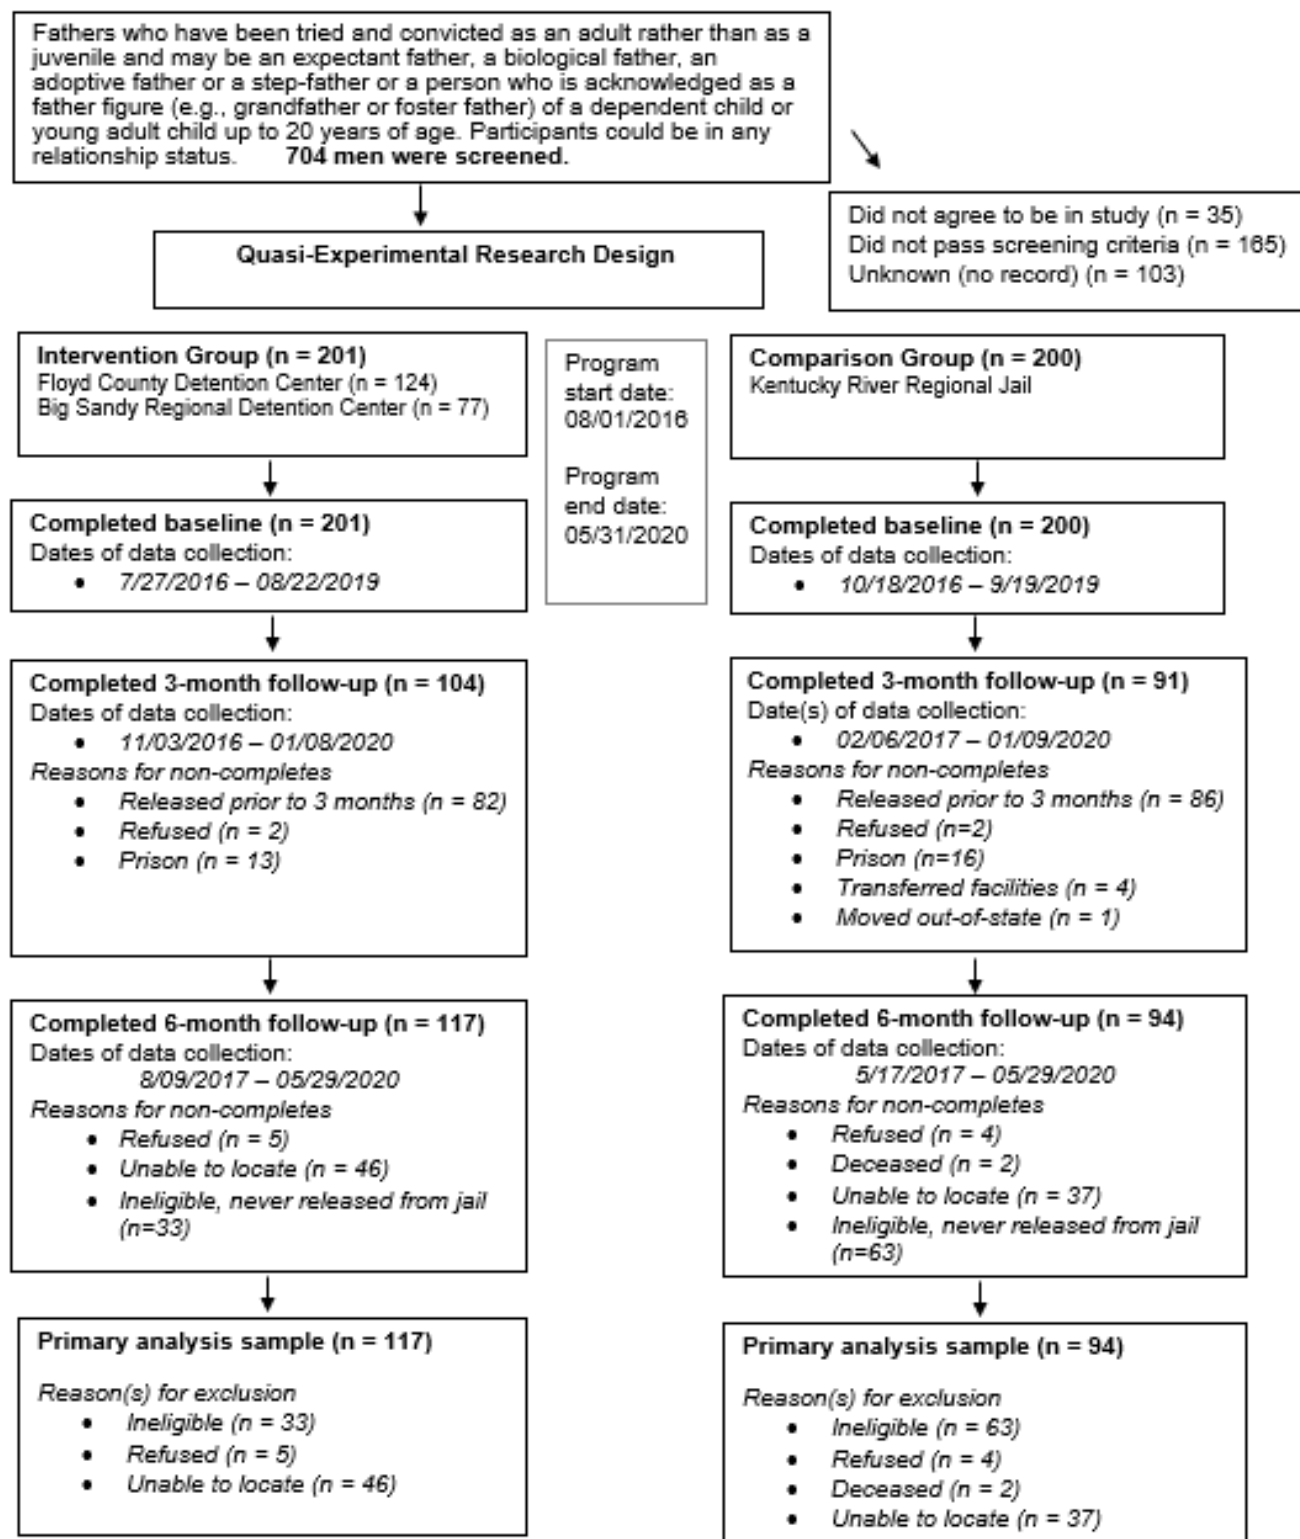 Fathers who have been tried and convicted as an adult rather than as a
juvenile and may be an expectant father, a biological father, an
adoptive father or a step-father or a person who is acknowledged as a
father figure (e.g., grandfather or foster father) of a dependent child or
young adult child up to 20 years of age. Participants could be in any
relationship status. 704 men were screened.
Did not agree to be in study (n = 35)
Did not pass screening criteria (n = 165)
Unknown (no record) (n = 103)
Quasi-Experimental Research Design
Intervention Group (n = 201)
Floyd County Detention Center (n = 124)
Big Sandy Regional Detention Center (n = 77)
Program
start date:
08/01/2016
Program
end date:
05/31/2020
Comparison Group (n = 200)
Kentucky River Regional Jail
Completed baseline (n = 201)
Dates of data collection:
• 7/27/2016 – 08/22/2019
Completed baseline (n = 200)
Dates of data collection:
• 10/18/2016 – 9/19/2019
Completed 3-month follow-up (n = 104)
Dates of data collection:
• 11/03/2016 – 01/08/2020
Reasons for non-completes
• Released prior to 3 months (n = 82)
• Refused (n = 2)
• Prison (n = 13)
Completed 3-month follow-up (n = 91)
Date(s) of data collection:
• 02/06/2017 – 01/09/2020
Reasons for non-completes
• Released prior to 3 months (n = 86)
• Refused (n=2)
• Prison (n=16)
• Transferred facilities (n = 4)
• Moved out-of-state (n = 1)
Completed 6-month follow-up (n = 117)
Dates of data collection:
8/09/2017 – 05/29/2020
Reasons for non-completes
• Refused (n = 5)
• Unable to locate (n = 46)
• Ineligible, never released from jail
(n=33)
Completed 6-month follow-up (n = 94)
Dates of data collection:
5/17/2017 – 05/29/2020
Reasons for non-completes
• Refused (n = 4)
• Deceased (n = 2)
• Unable to locate (n = 37)
• Ineligible, never released from jail
(n=63)
Primary analysis sample (n = 117)
Reason(s) for exclusion
• Ineligible (n = 33)
• Refused (n = 5)
• Unable to locate (n = 46)
Primary analysis sample (n = 94)
Reason(s) for exclusion
• Ineligible (n = 63)
• Refused (n = 4)
• Deceased (n = 2)
• Unable to locate (n = 37)